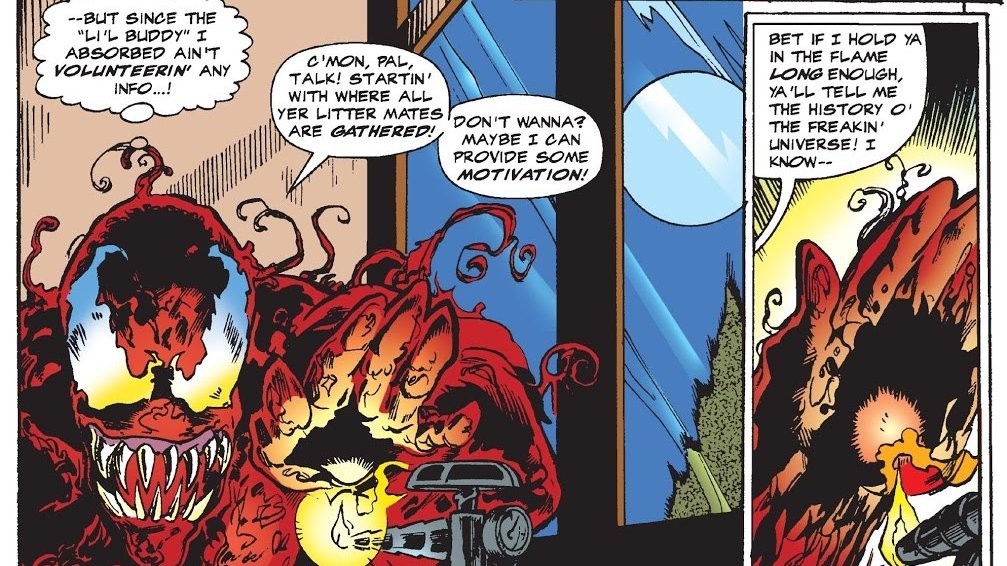 --BUT SINCE THE
"LI'L BUDDY" I
ABSORBED AIN'T
VOLUNTEERIN' ANY
INFO...!
C'MON, PAL,
TALK! STARTIN'
WITH WHERE ALL
YER LITTER MATES
ARE GATHERED!
DON'T WANNA?
MAYBE I CAN
PROVIDE SOME
MOTIVATION!
BET IF I HOLD YA
IN THE FLAME
LONG ENOUGH,
YA'LL TELL ME
THE HISTORY O'
THE FREAKIN'
UNIVERSE! I
KNOW--